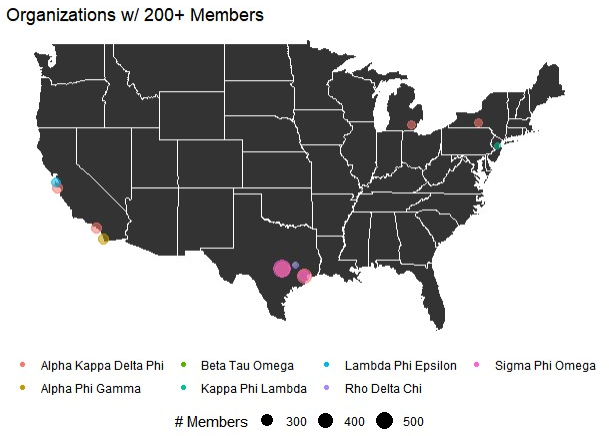 Organizations w/ 200+ Members
Alpha Kappa Delta Phi Beta Tau Omega Lambda Phi Epsilon Sigma Phi Omega
Alpha Phi Gamma Kappa Phi Lambda Rho Delta Chi
# Members 300 400 500